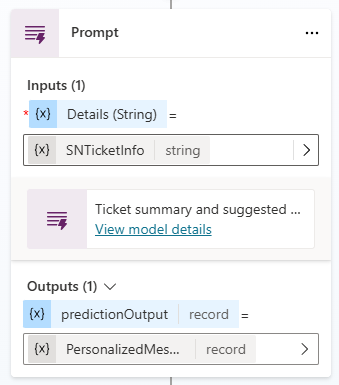 Prompt
...
Inputs (1)
* {x} Details (String) =
{x} SNTicketInfo string
Ticket summary and suggested ...
View model details
Outputs (1)
{x} predictionOutput record =
{x} PersonalizedMes... record